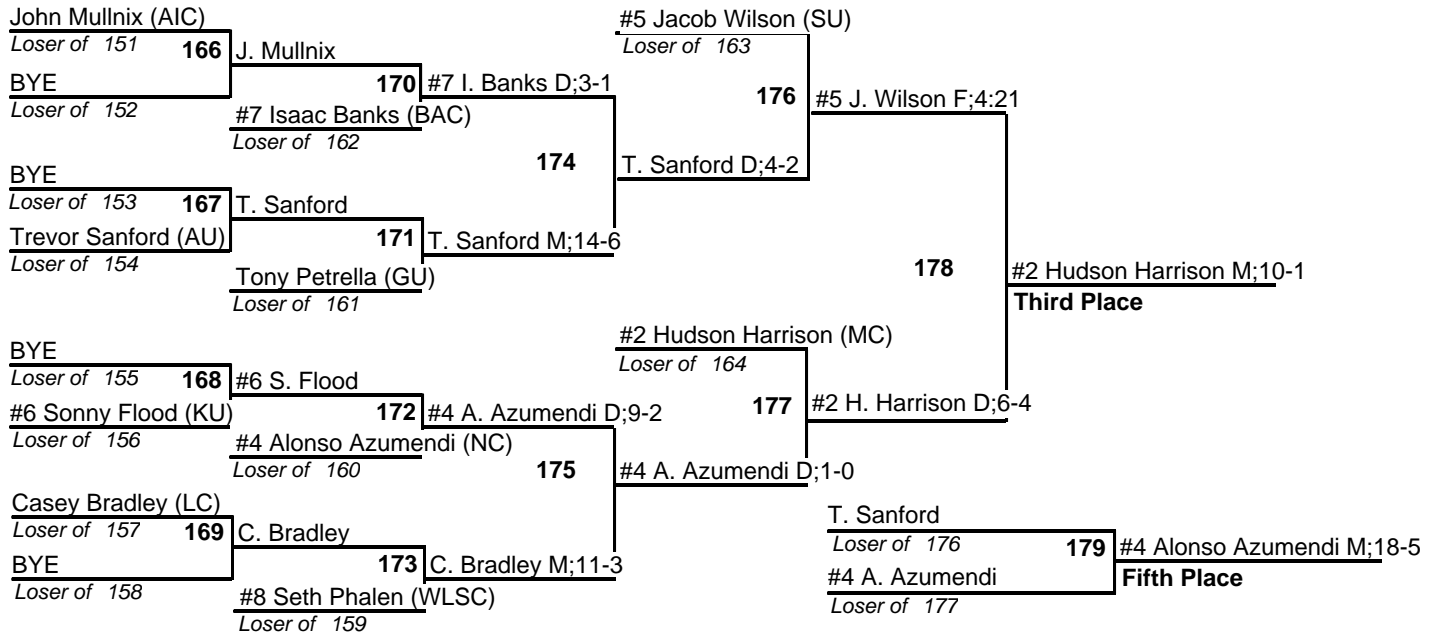 John Mullnix (AIC)
Loser of 151
166
J. Mullnix
BYE
Loser of 152
170
#7 I. Banks D;3-1
#7 Isaac Banks (BAC)
Loser of 162
174
BYE
Loser of 153
167
T. Sanford
Trevor Sanford (AU)
Loser of 154
171
T. Sanford M;14-6
Tony Petrella (GU)
Loser of 161
#5 Jacob Wilson (SU)
Loser of 163
176
#5 J. Wilson F;4:21
T. Sanford D;4-2
178
#2 Hudson Harrison M;10-1
Third Place
BYE
Loser of 155
168
#6 S. Flood
#6 Sonny Flood (KU)
Loser of 156
172
#4 A. Azumendi D;9-2
#4 Alonso Azumendi (NC)
Loser of 160
175
Casey Bradley (LC)
Loser of 157
169
C. Bradley
BYE
Loser of 158
173
C. Bradley M;11-3
#8 Seth Phalen (WLSC)
Loser of 159
#2 Hudson Harrison (MC)
Loser of 164
177
#2 H. Harrison D;6-4
#4 A. Azumendi D;1-0
T. Sanford
Loser of 176
179
#4 Alonso Azumendi M;18-5
#4 A. Azumendi
Fifth Place
Loser of 177